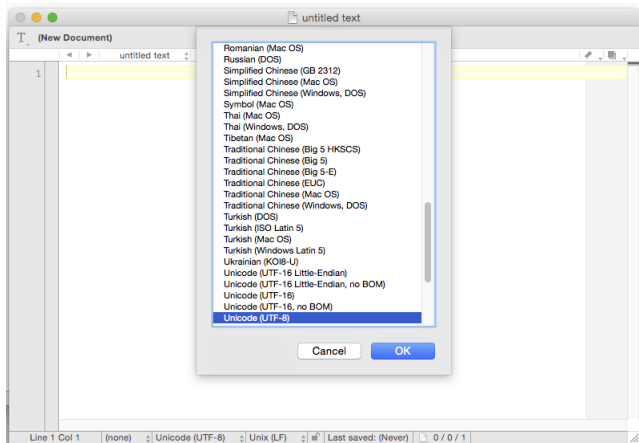 untitled text
(New Document)
untitled text
1
Romanian (Mac OS)
Russian (DOS)
Simplified Chinese (GB 2312)
Simplified Chinese (Mac OS)
Simplified Chinese (Windows, DOS)
Symbol (Mac OS)
Thai (Mac OS)
Thai (Windows, DOS)
Tibetan (Mac OS)
Traditional Chinese (Big 5 HKSCS)
Traditional Chinese (Big 5)
Traditional Chinese (Big 5-E)
Traditional Chinese (EUC)
Traditional Chinese (Mac OS)
Traditional Chinese (Windows, DOS)
Turkish (DOS)
Turkish (ISO Latin 5)
Turkish (Mac OS)
Turkish (Windows Latin 5)
Ukrainian (KOI8-U)
Unicode (UTF-16 Little-Endian)
Unicode (UTF-16 Little-Endian, no BOM)
Unicode (UTF-16)
Unicode (UTF-16, no BOM)
Unicode (UTF-8)
Cancel OK
Line 1 Col 1 (none) Unicode (UTF-8) Unix (LF) Last saved: (Never) 0 / 0 / 1